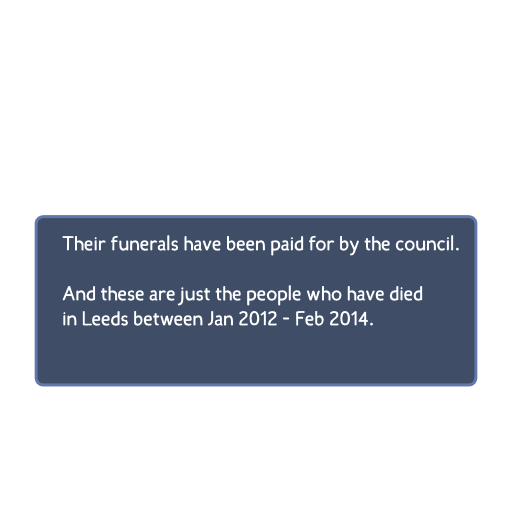 Their funerals have been paid for by the council.
And these are just the people who have died
in Leeds between Jan 2012 - Feb 2014.